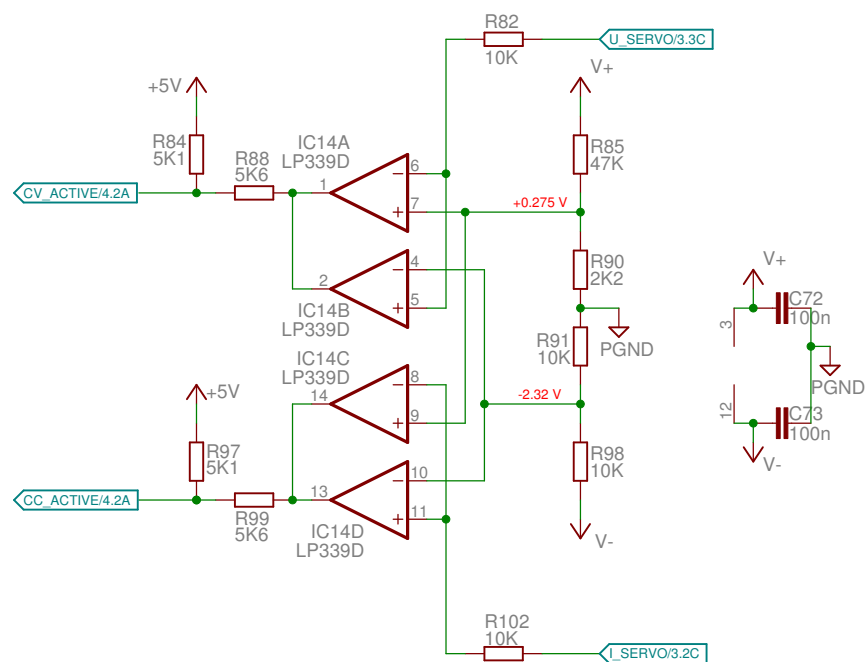 R82
10K
U_SERVO/3.3C
V+
+5V
R84
5K1
R88
5K6
IC14A
LP339D
R85
47K
CV_ACTIVE/4.2A
1
6
7
+0.275 V
R90
2K2
V+
2
4
5
IC14B
LP339D
R91
10K
PGND
3
C72
100n
PGND
IC14C
LP339D
+5V
14
8
9
-2.32 V
12
C73
100n
V-
R97
5K1
R98
10K
CC_ACTIVE/4.2A
R99
5K6
13
10
11
IC14D
LP339D
V-
R102
10K
I_SERVO/3.2C